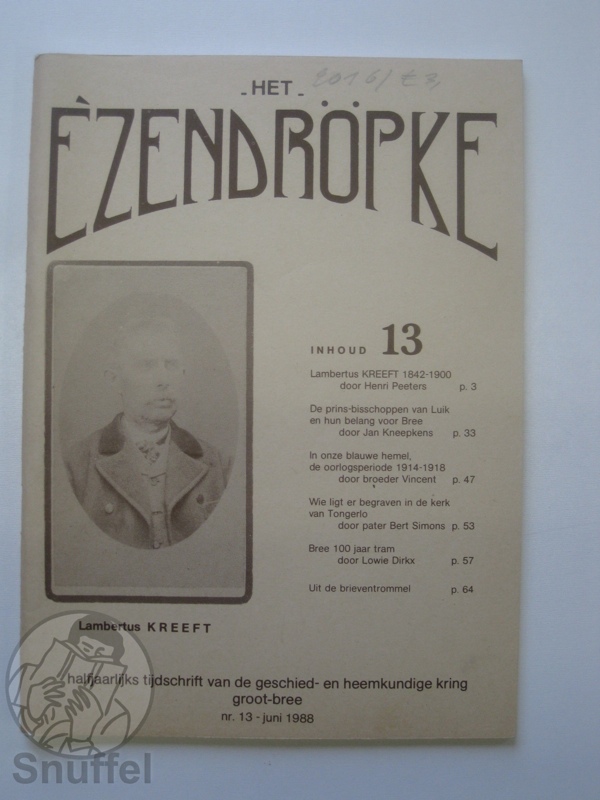 - HET -
2016/
ÈZENDRÖPKE
INHOUD 13
Lambertus KREEFT 1842-1900
door Henri Peeters p. 3
De prins-bisschoppen van Luik
en hun belang voor Bree
door Jan Kneepkens p. 33
In onze blauwe hemel,
de oorlogsperiode 1914-1918
door broeder Vincent p. 47
Wie ligt er begraven in de kerk
van Tongerlo
door pater Bert Simons p. 53
Bree 100 jaar tram
door Lowie Dirkx p. 57
Uit de brieventrommel p. 64
Lambertus KREEFT
halfjaarlijks tijdschrift van de geschied- en heemkundige kring
groot-bree
nr. 13 - juni 1988
Snuffel